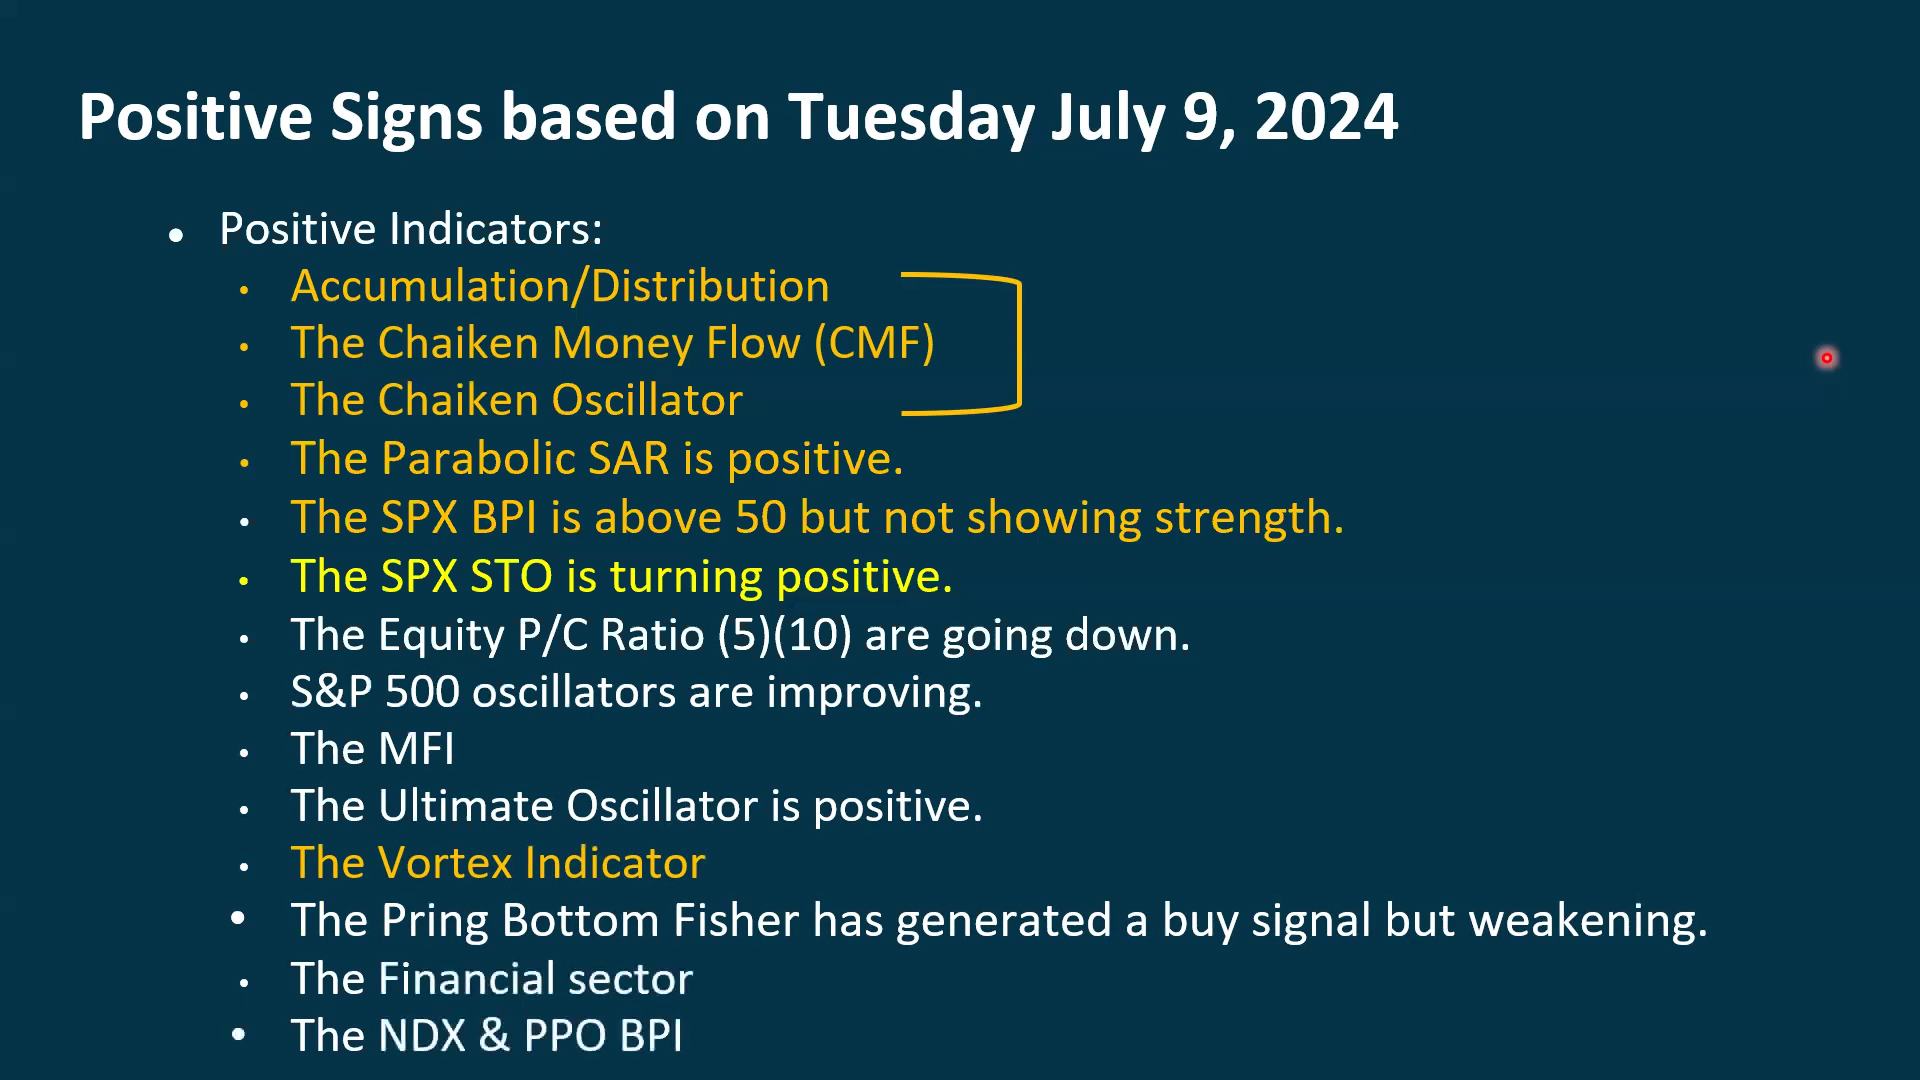 Positive Signs based on Tuesday July 9, 2024
Positive Indicators:
Accumulation/Distribution
The Chaiken Money Flow (CMF)
The Chaiken Oscillator
The Parabolic SAR is positive.
The SPX BPI is above 50 but not showing strength.
The SPX STO is turning positive.
The Equity P/C Ratio (5)(10) are going down.
S&P 500 oscillators are improving.
The MFI
The Ultimate Oscillator is positive.
The Vortex Indicator
The Pring Bottom Fisher has generated a buy signal but weakening.
The Financial sector
The NDX & PPO BPI